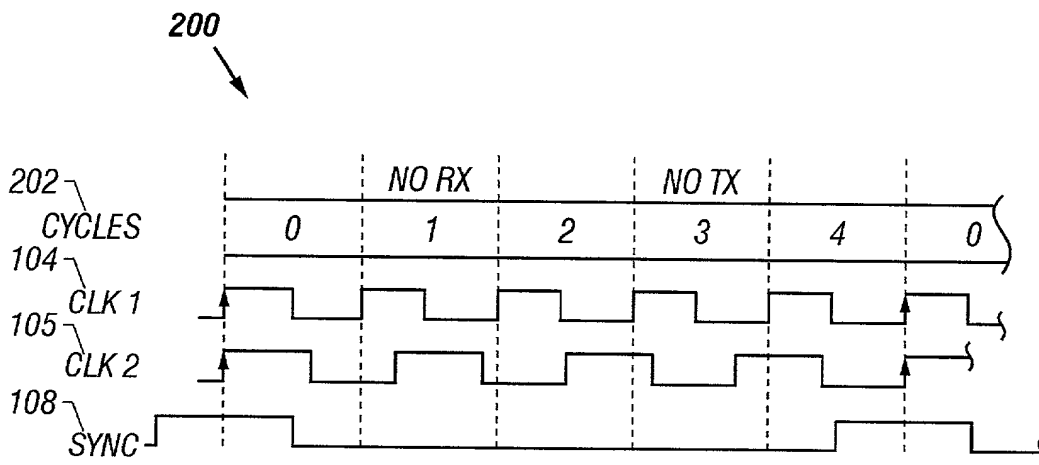 200
NO RX NO TX
202
CYCLES 0 1 2 3 4 0
104
CLK 1
105
CLK 2
108
SYNC